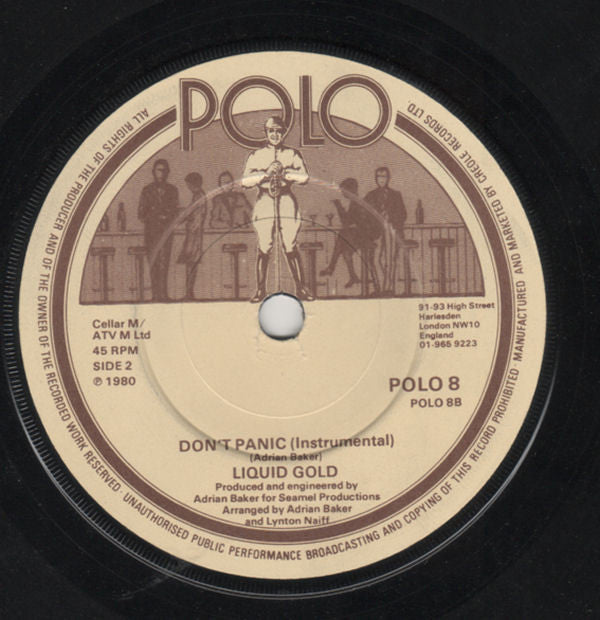 POLO
ALL RIGHTS OF THE PRODUCER AND OF THE OWNER OF THE RECORDED WORK RESERVED · UNAUTHORISED PUBLIC PERFORMANCE BROADCASTING AND COPYING OF THIS RECORD PROHIBITED · MANUFACTURED AND MARKETED BY CREOLE RECORDS LTD.
Cellar M/
ATV M Ltd
45 RPM
SIDE 2
℗ 1980
91-93 High Street
Harlesden
London NW10
England
01-965 9223
POLO 8
POLO 8B
DON'T PANIC (Instrumental)
(Adrian Baker)
LIQUID GOLD
Produced and engineered by
Adrian Baker for Seamel Productions
Arranged by Adrian Baker
and Lynton Naiff